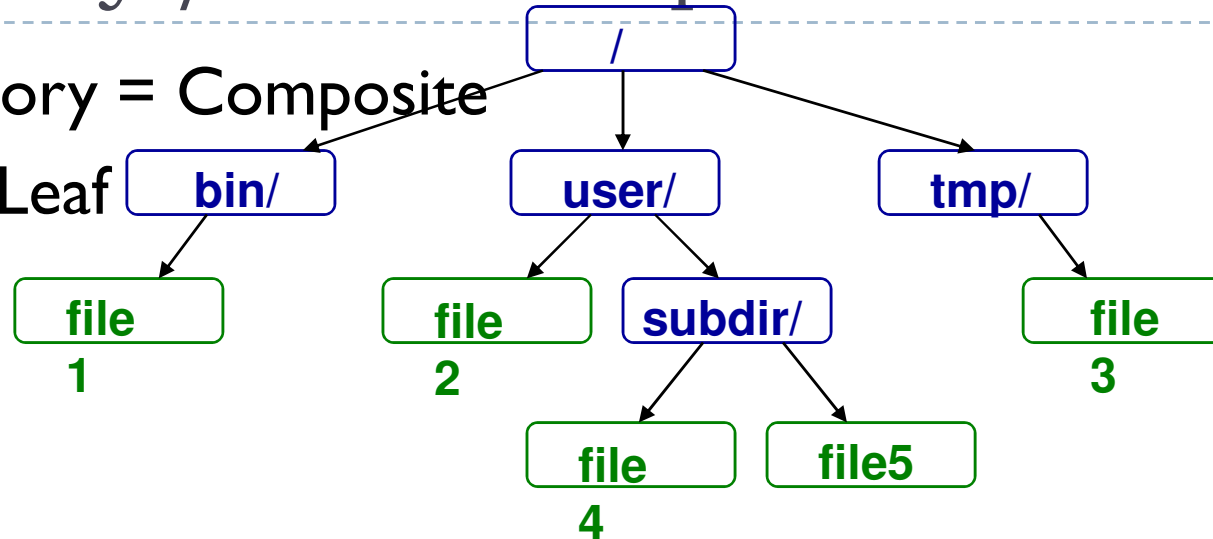 /
ory = Composite
Leaf
bin/
user/
tmp/
file
1
file
2
subdir/
file
3
file
4
file5